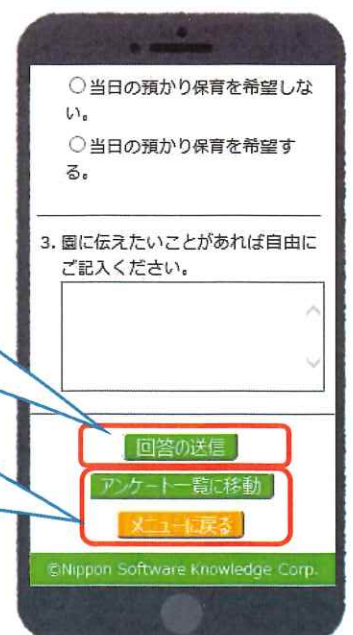 ○当日の預かり保育を希望しな
い。
○当日の預かり保育を希望す
る。
3. 園に伝えたいことがあれば自由に
ご記入ください。
回答の送信
アンケート一覧に移動
メニューに戻る
©Nippon Software Knowledge Corp.